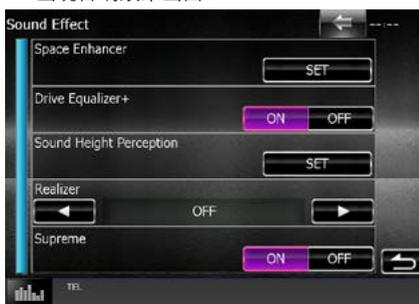 Sound Effect
--:--
Space Enhancer
SET
Drive Equalizer+
ON OFF
Sound Height Perception
SET
Realizer
OFF
Supreme
ON OFF
TEL